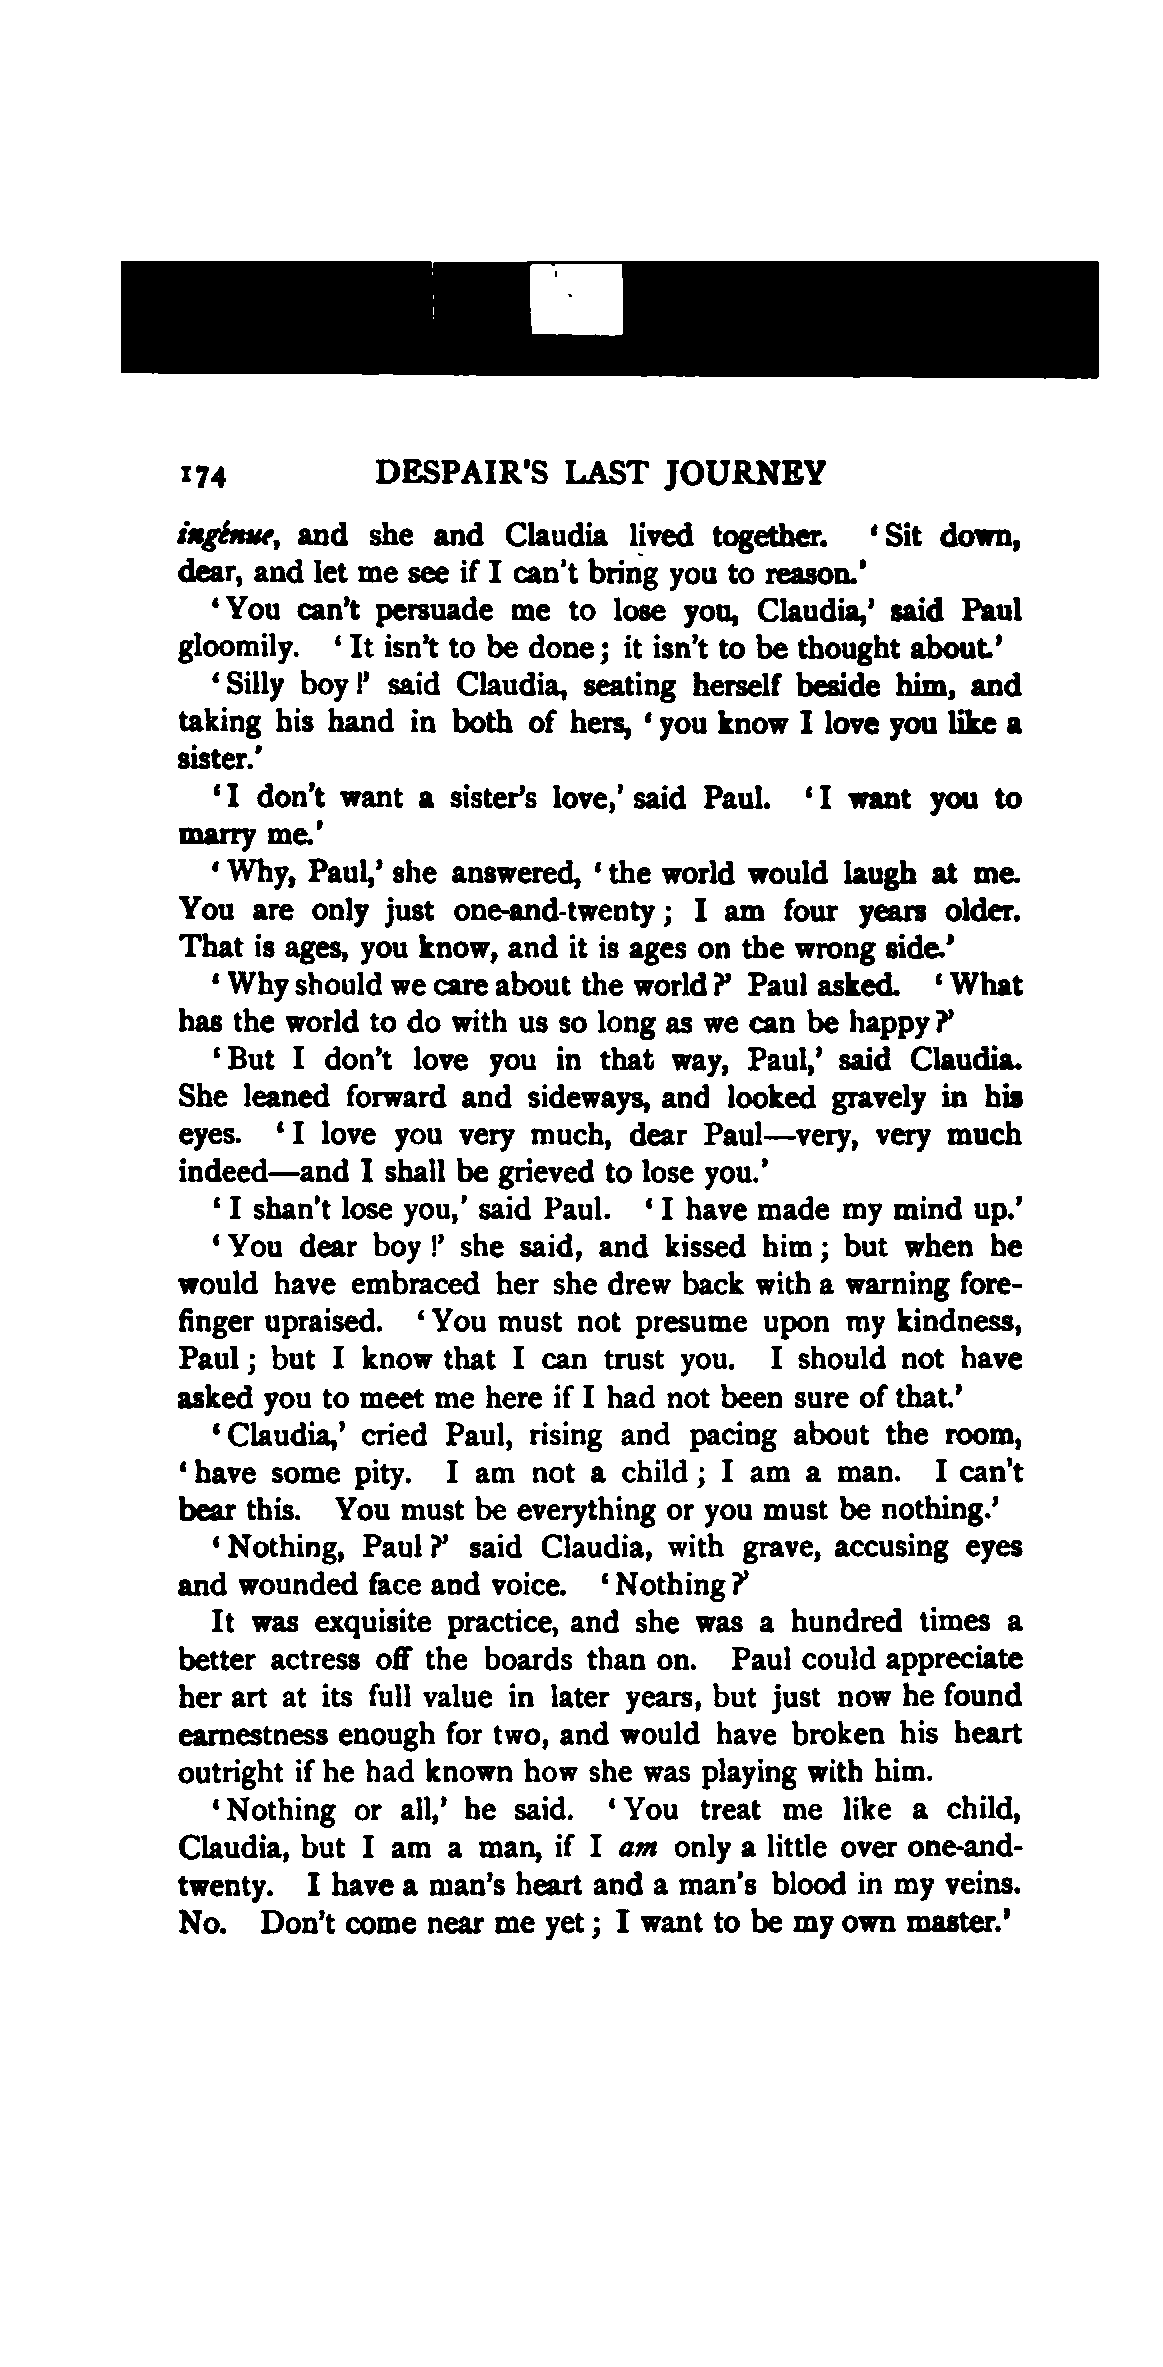 174 DESPAIR'S LAST JOURNEY
ingénue, and she and Claudia lived together. ‘Sit down,
dear, and let me see if I can't bring you to reason.’
‘You can't persuade me to lose you, Claudia,’ said Paul
gloomily. ‘It isn't to be done; it isn't to be thought about.’
‘Silly boy!’ said Claudia, seating herself beside him, and
taking his hand in both of hers, ‘you know I love you like a
sister.’
‘I don't want a sister's love,’ said Paul. ‘I want you to
marry me.’
‘Why, Paul,’ she answered, ‘the world would laugh at me.
You are only just one-and-twenty; I am four years older.
That is ages, you know, and it is ages on the wrong side.’
‘Why should we care about the world?’ Paul asked. ‘What
has the world to do with us so long as we can be happy?’
‘But I don't love you in that way, Paul,’ said Claudia.
She leaned forward and sideways, and looked gravely in his
eyes. ‘I love you very much, dear Paul—very, very much
indeed—and I shall be grieved to lose you.’
‘I shan't lose you,’ said Paul. ‘I have made my mind up.’
‘You dear boy!’ she said, and kissed him; but when he
would have embraced her she drew back with a warning fore-
finger upraised. ‘You must not presume upon my kindness,
Paul; but I know that I can trust you. I should not have
asked you to meet me here if I had not been sure of that.’
‘Claudia,’ cried Paul, rising and pacing about the room,
‘have some pity. I am not a child; I am a man. I can't
bear this. You must be everything or you must be nothing.’
‘Nothing, Paul?’ said Claudia, with grave, accusing eyes
and wounded face and voice. ‘Nothing?’
It was exquisite practice, and she was a hundred times a
better actress off the boards than on. Paul could appreciate
her art at its full value in later years, but just now he found
earnestness enough for two, and would have broken his heart
outright if he had known how she was playing with him.
‘Nothing or all,’ he said. ‘You treat me like a child,
Claudia, but I am a man, if I am only a little over one-and-
twenty. I have a man's heart and a man's blood in my veins.
No. Don't come near me yet; I want to be my own master.’